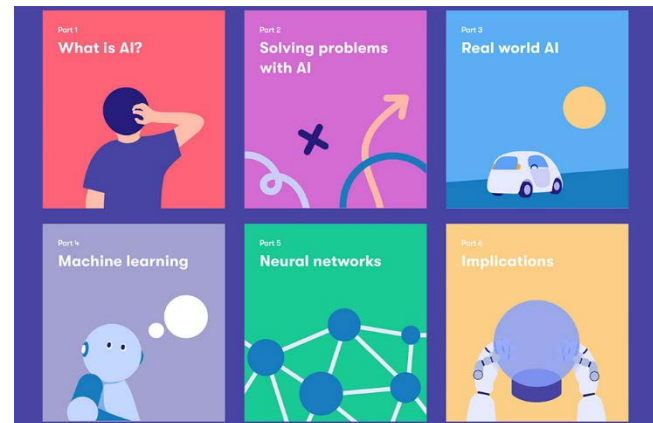 Part 1
What is AI?
Part 2
Solving problems
with AI
Part 3
Real world AI
Part 4
Machine learning
Part 5
Neural networks
Part 6
Implications